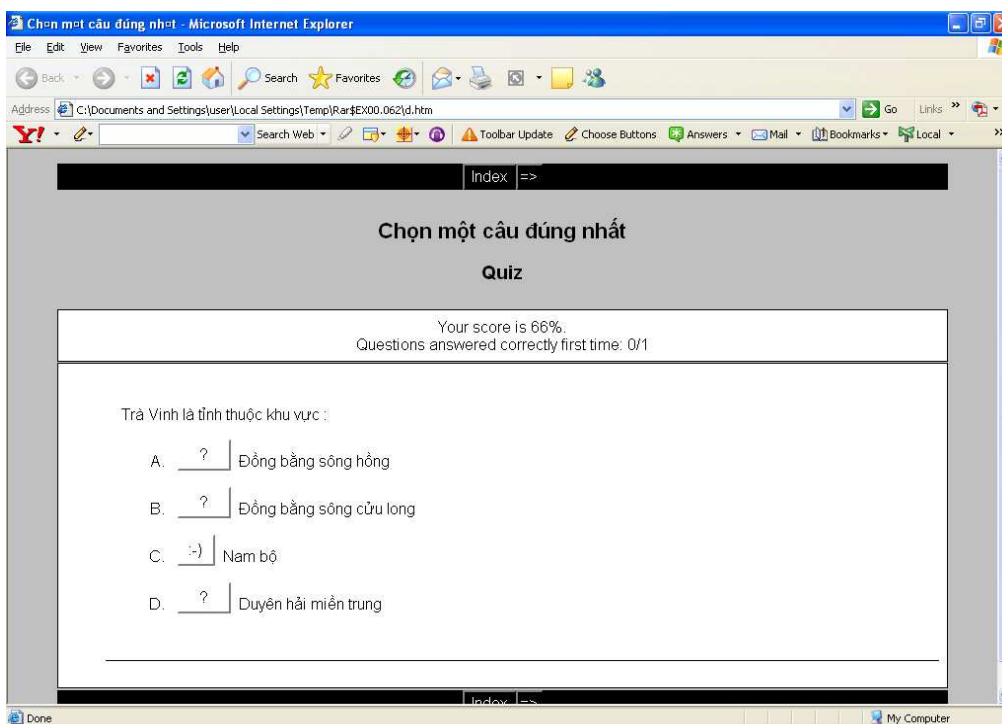 Chọn một câu đúng nhất - Microsoft Internet Explorer
File Edit View Favorites Tools Help
Back Search Favorites
Address C:\Documents and Settings\user\Local Settings\Temp\Rar$EX00.062\d.htm Go Links »
Y! Search Web Toolbar Update Choose Buttons Answers Mail Bookmarks Local »
Index =>
Chọn một câu đúng nhất
Quiz
Your score is 66%.
Questions answered correctly first time: 0/1
Trà Vinh là tỉnh thuộc khu vực :
A. ? Đồng bằng sông hồng
B. ? Đồng bằng sông cửu long
C. :-) Nam bộ
D. ? Duyên hải miền trung
Index =>
Done My Computer